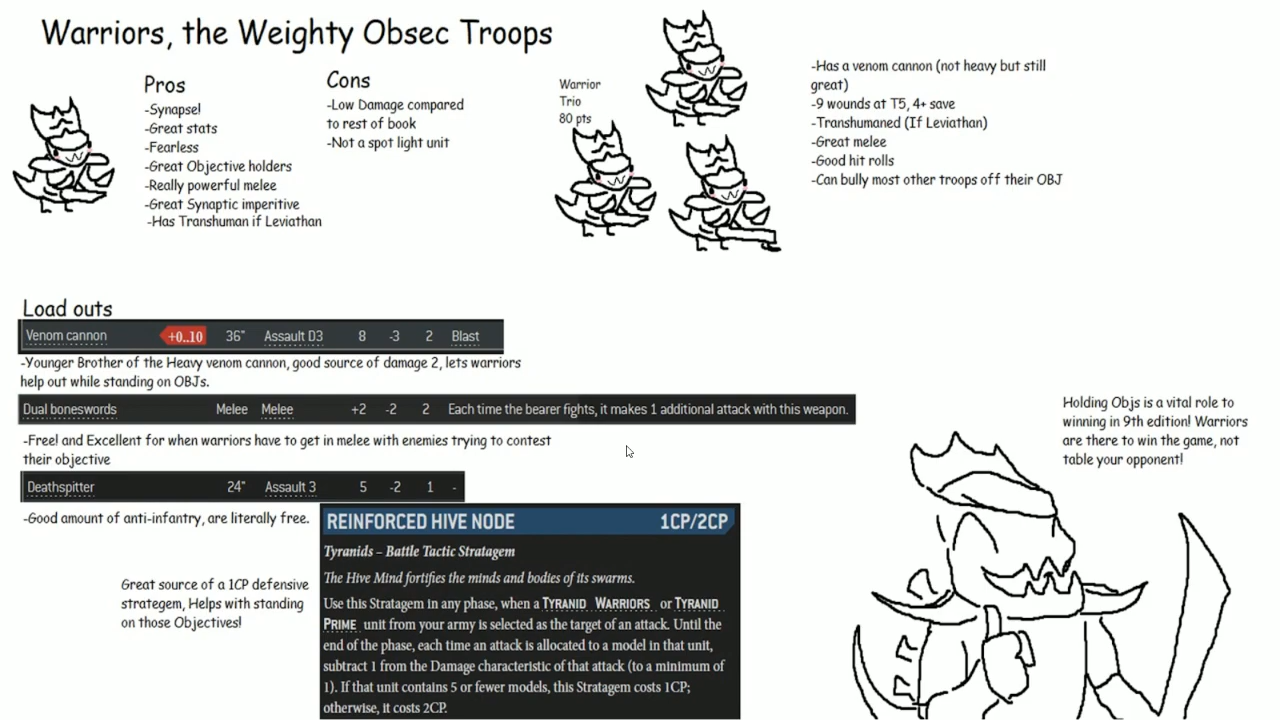 Warriors, the Weighty Obsec Troops
Pros
-Synapse!
-Great stats
-Fearless
-Great Objective holders
-Really powerful melee
-Great Synaptic imperitive
-Has Transhuman if Leviathan
Cons
-Low Damage compared
to rest of book
-Not a spot light unit
Warrior
Trio
80 pts
-Has a venom cannon (not heavy but still
great)
-9 wounds at T5, 4+ save
-Transhumaned (If Leviathan)
-Great melee
-Good hit rolls
-Can bully most other troops off their OBJ
Load outs
Venom cannon +0..10 36" Assault D3 8 -3 2 Blast
-Younger Brother of the Heavy venom cannon, good source of damage 2, lets warriors
help out while standing on OBJs.
Dual boneswords Melee Melee +2 -2 2 Each time the bearer fights, it makes 1 additional attack with this weapon.
-Free! and Excellent for when warriors have to get in melee with enemies trying to contest
their objective
Deathspitter 24" Assault 3 5 -2 1 -
-Good amount of anti-infantry, are literally free.
Great source of a 1CP defensive
strategem, Helps with standing
on those Objectives!
REINFORCED HIVE NODE 1CP/2CP
Tyranids – Battle Tactic Stratagem
The Hive Mind fortifies the minds and bodies of its swarms.
Use this Stratagem in any phase, when a TYRANID WARRIORS or TYRANID
PRIME unit from your army is selected as the target of an attack. Until the
end of the phase, each time an attack is allocated to a model in that unit,
subtract 1 from the Damage characteristic of that attack (to a minimum of
1). If that unit contains 5 or fewer models, this Stratagem costs 1CP;
otherwise, it costs 2CP.
Holding Objs is a vital role to
winning in 9th edition! Warriors
are there to win the game, not
table your opponent!